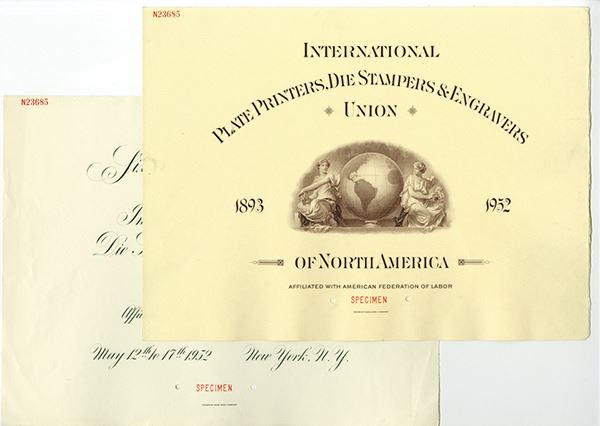 N23685
INTERNATIONAL
PLATE PRINTERS, DIE STAMPERS & ENGRAVERS
UNION
1893 1952
OF NORTH AMERICA
AFFILIATED WITH AMERICAN FEDERATION OF LABOR
SPECIMEN
N23685
Die
May 12th to 17th 1952 New York, N.Y.
SPECIMEN